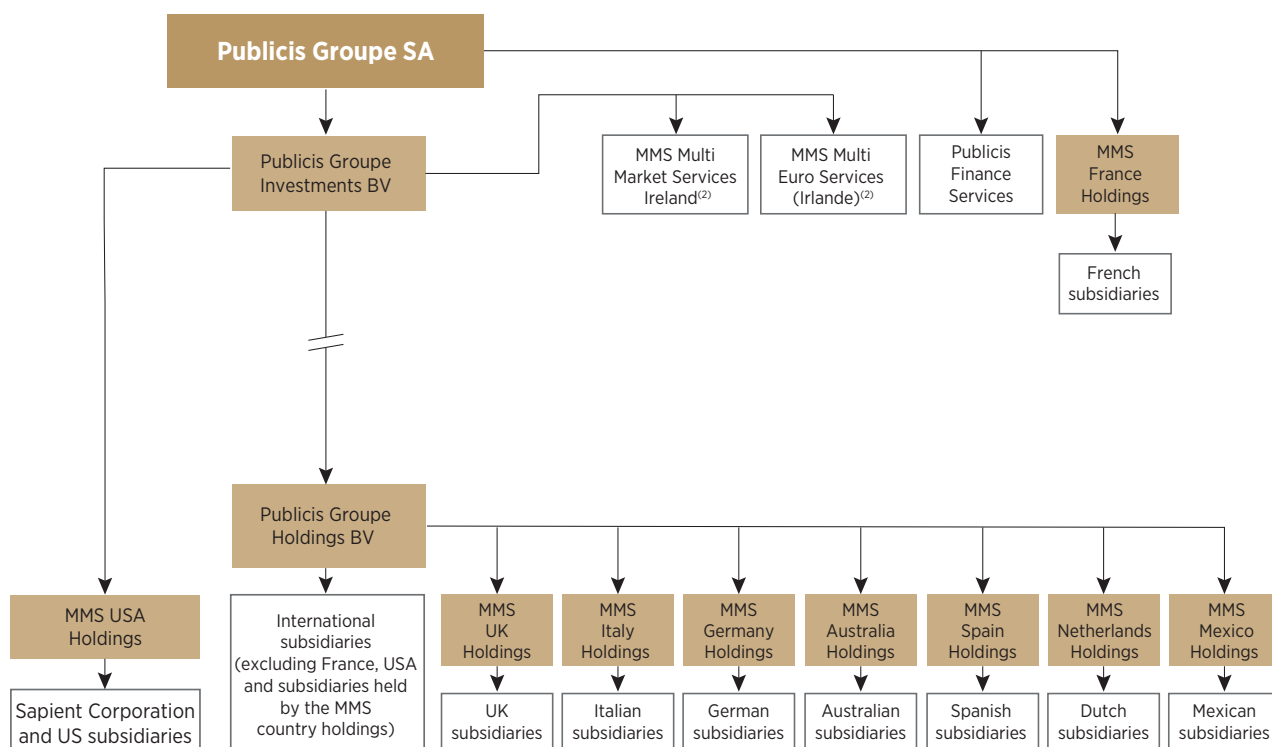 Publicis Groupe SA
Publicis Groupe
Investments BV
MMS Multi
Market Services
Ireland(2)
MMS Multi
Euro Services
(Irlande)(2)
Publicis
Finance
Services
MMS
France
Holdings
French
subsidiaries
Publicis Groupe
Holdings BV
MMS USA
Holdings
Sapient Corporation
and US subsidiaries
International
subsidiaries
(excluding France, USA
and subsidiaries held
by the MMS
country holdings)
MMS
UK
Holdings
MMS
Italy
Holdings
MMS
Germany
Holdings
MMS
Australia
Holdings
MMS
Spain
Holdings
MMS
Netherlands
Holdings
MMS
Mexico
Holdings
UK
subsidiaries
Italian
subsidiaries
German
subsidiaries
Australian
subsidiaries
Spanish
subsidiaries
Dutch
subsidiaries
Mexican
subsidiaries